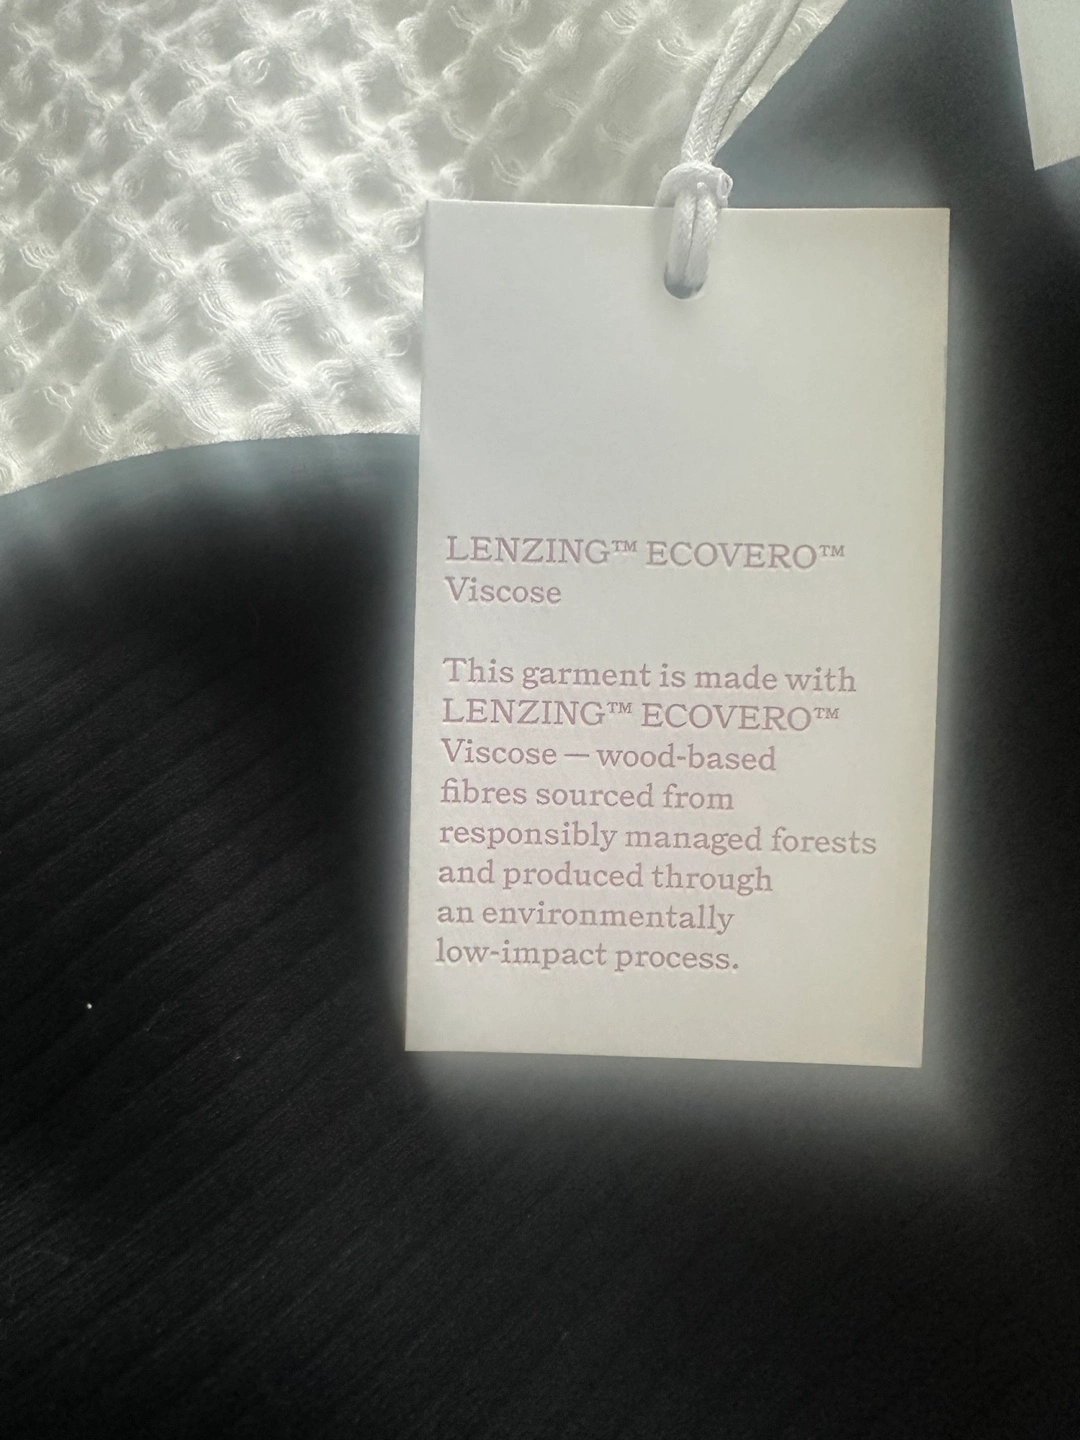 LENZING™ ECOVERO™
Viscose
This garment is made with
LENZING™ ECOVERO™
Viscose — wood-based
fibres sourced from
responsibly managed forests
and produced through
an environmentally
low-impact process.